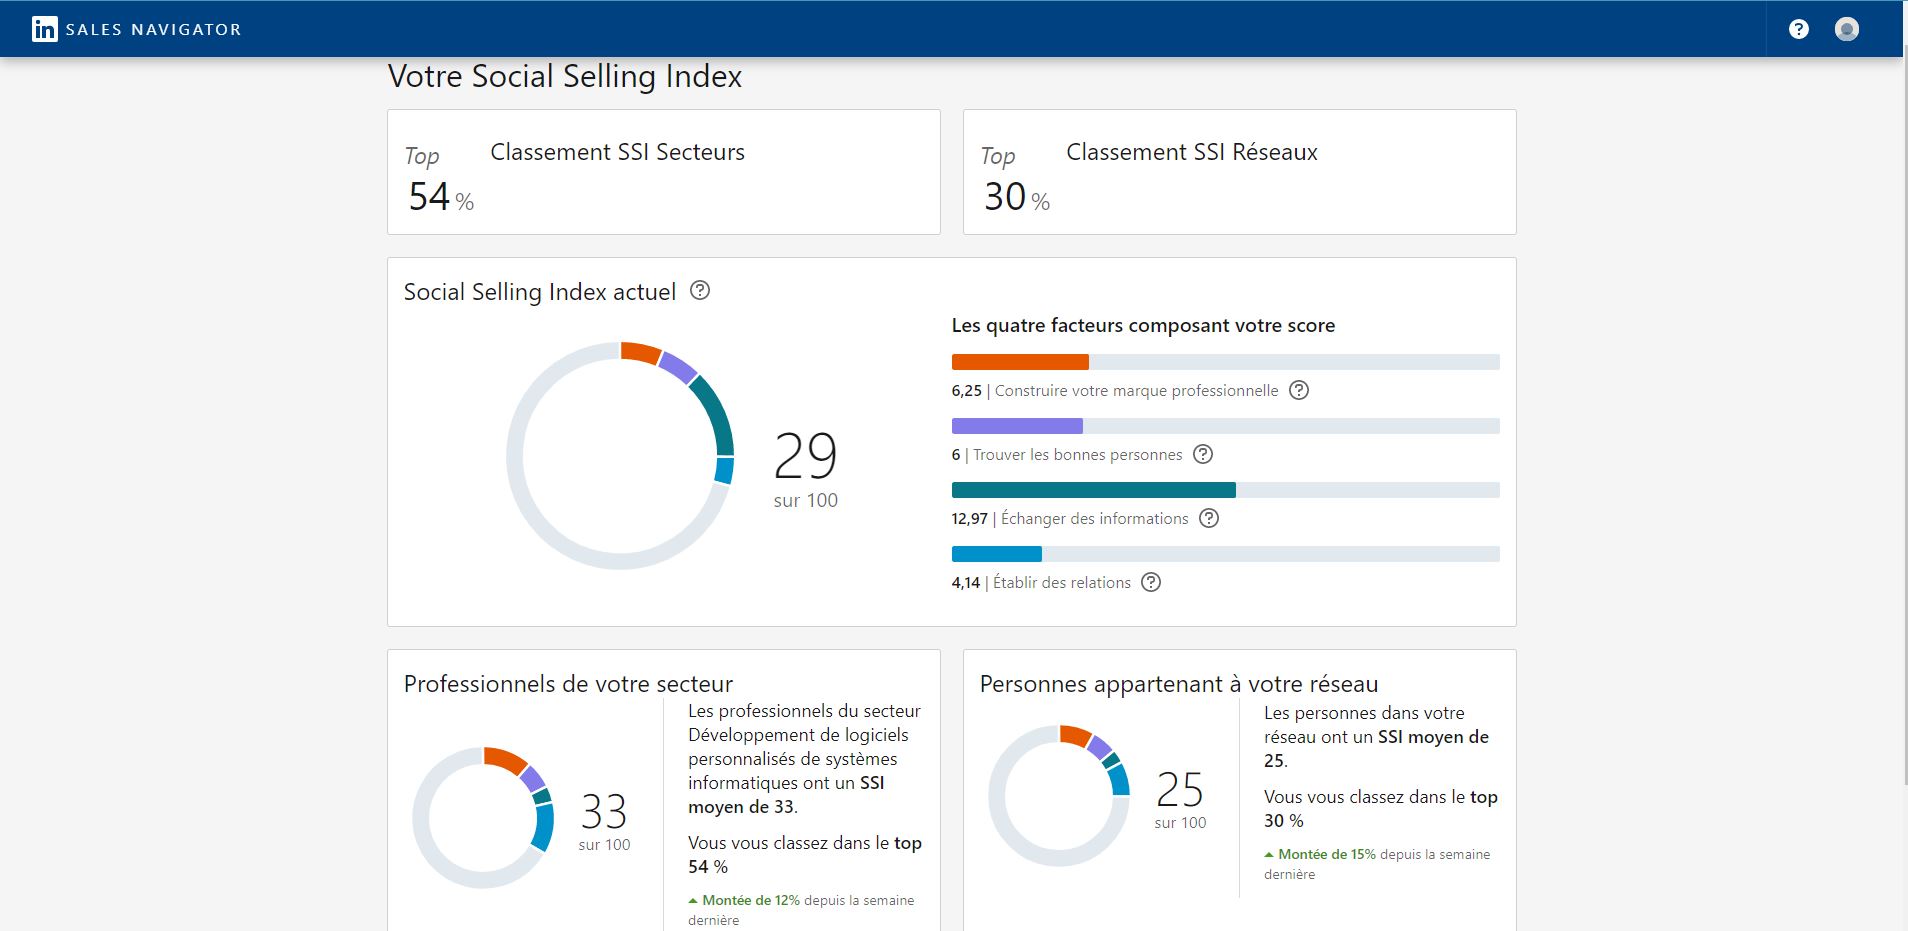 in SALES NAVIGATOR
?
Votre Social Selling Index
Top
54 %
Classement SSI Secteurs
Top
30 %
Classement SSI Réseaux
Social Selling Index actuel ?
29
sur 100
Les quatre facteurs composant votre score
6,25 | Construire votre marque professionnelle ?
6 | Trouver les bonnes personnes ?
12,97 | Échanger des informations ?
4,14 | Établir des relations ?
Professionnels de votre secteur
33
sur 100
Les professionnels du secteur
Développement de logiciels
personnalisés de systèmes
informatiques ont un SSI
moyen de 33.
Vous vous classez dans le top
54 %
Montée de 12% depuis la semaine
dernière
Personnes appartenant à votre réseau
25
sur 100
Les personnes dans votre
réseau ont un SSI moyen de
25.
Vous vous classez dans le top
30 %
Montée de 15% depuis la semaine
dernière